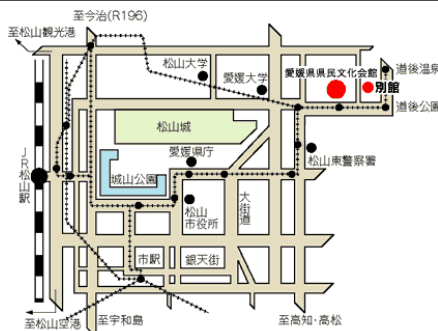 至今治(R196)
至松山観光港
松山大学
愛媛大学
愛媛県県民文化会館
別館
道後温泉
道後公園
松山城
愛媛県庁
松山東警察署
城山公園
JR松山駅
松山市役所
大街道
市駅
銀天街
至松山空港
至宇和島
至高知・高松